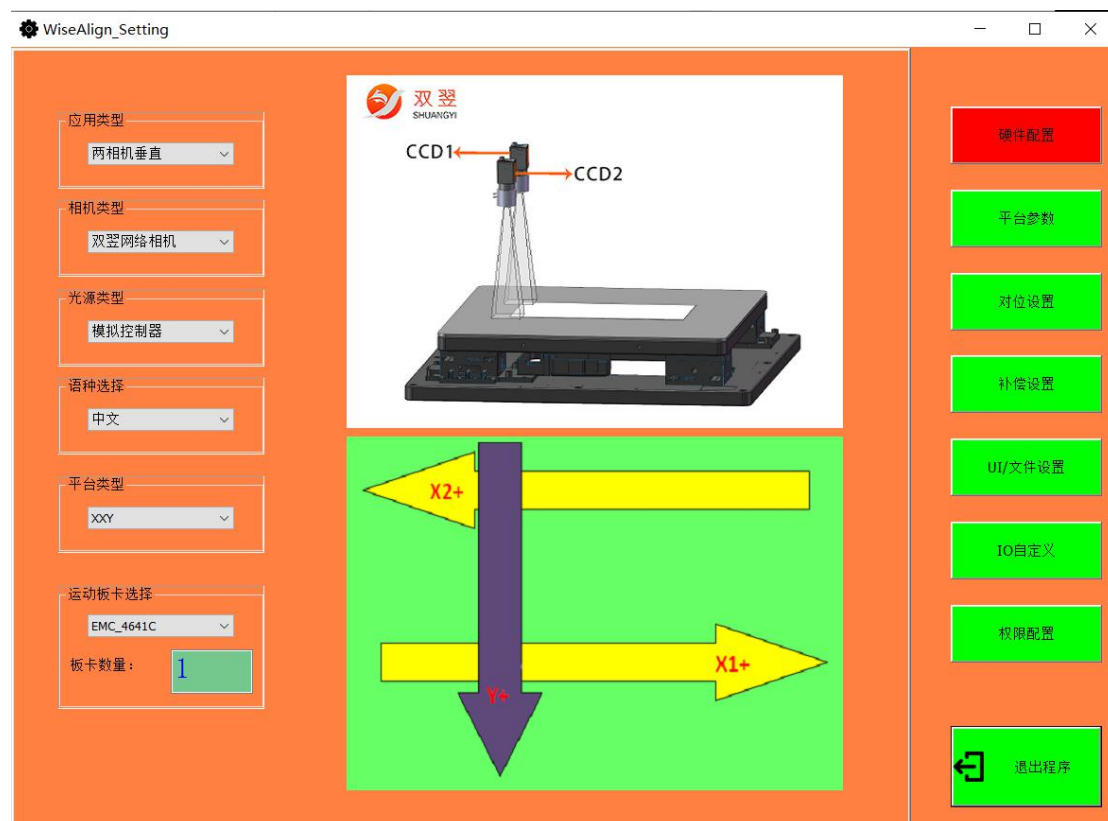 WiseAlign_Setting
应用类型
两相机垂直
相机类型
双翌网络相机
光源类型
模拟控制器
语种选择
中文
平台类型
XXY
运动板卡选择
EMC_4641C
板卡数量：
1
双翌
SHUANGYI
CCD1
CCD2
X2+
X1+
Y+
硬件配置
平台参数
对位设置
补偿设置
UI/文件设置
IO自定义
权限配置
退出程序